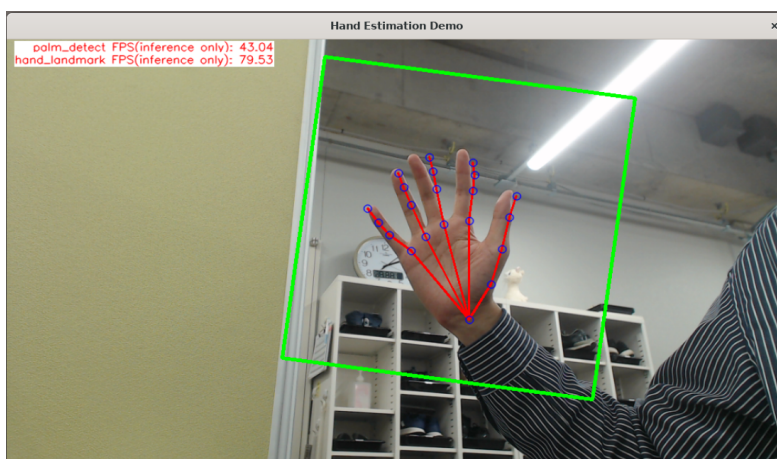 Hand Estimation Demo
×
palm_detect FPS(inference only): 43.04
hand_landmark FPS(inference only): 79.53